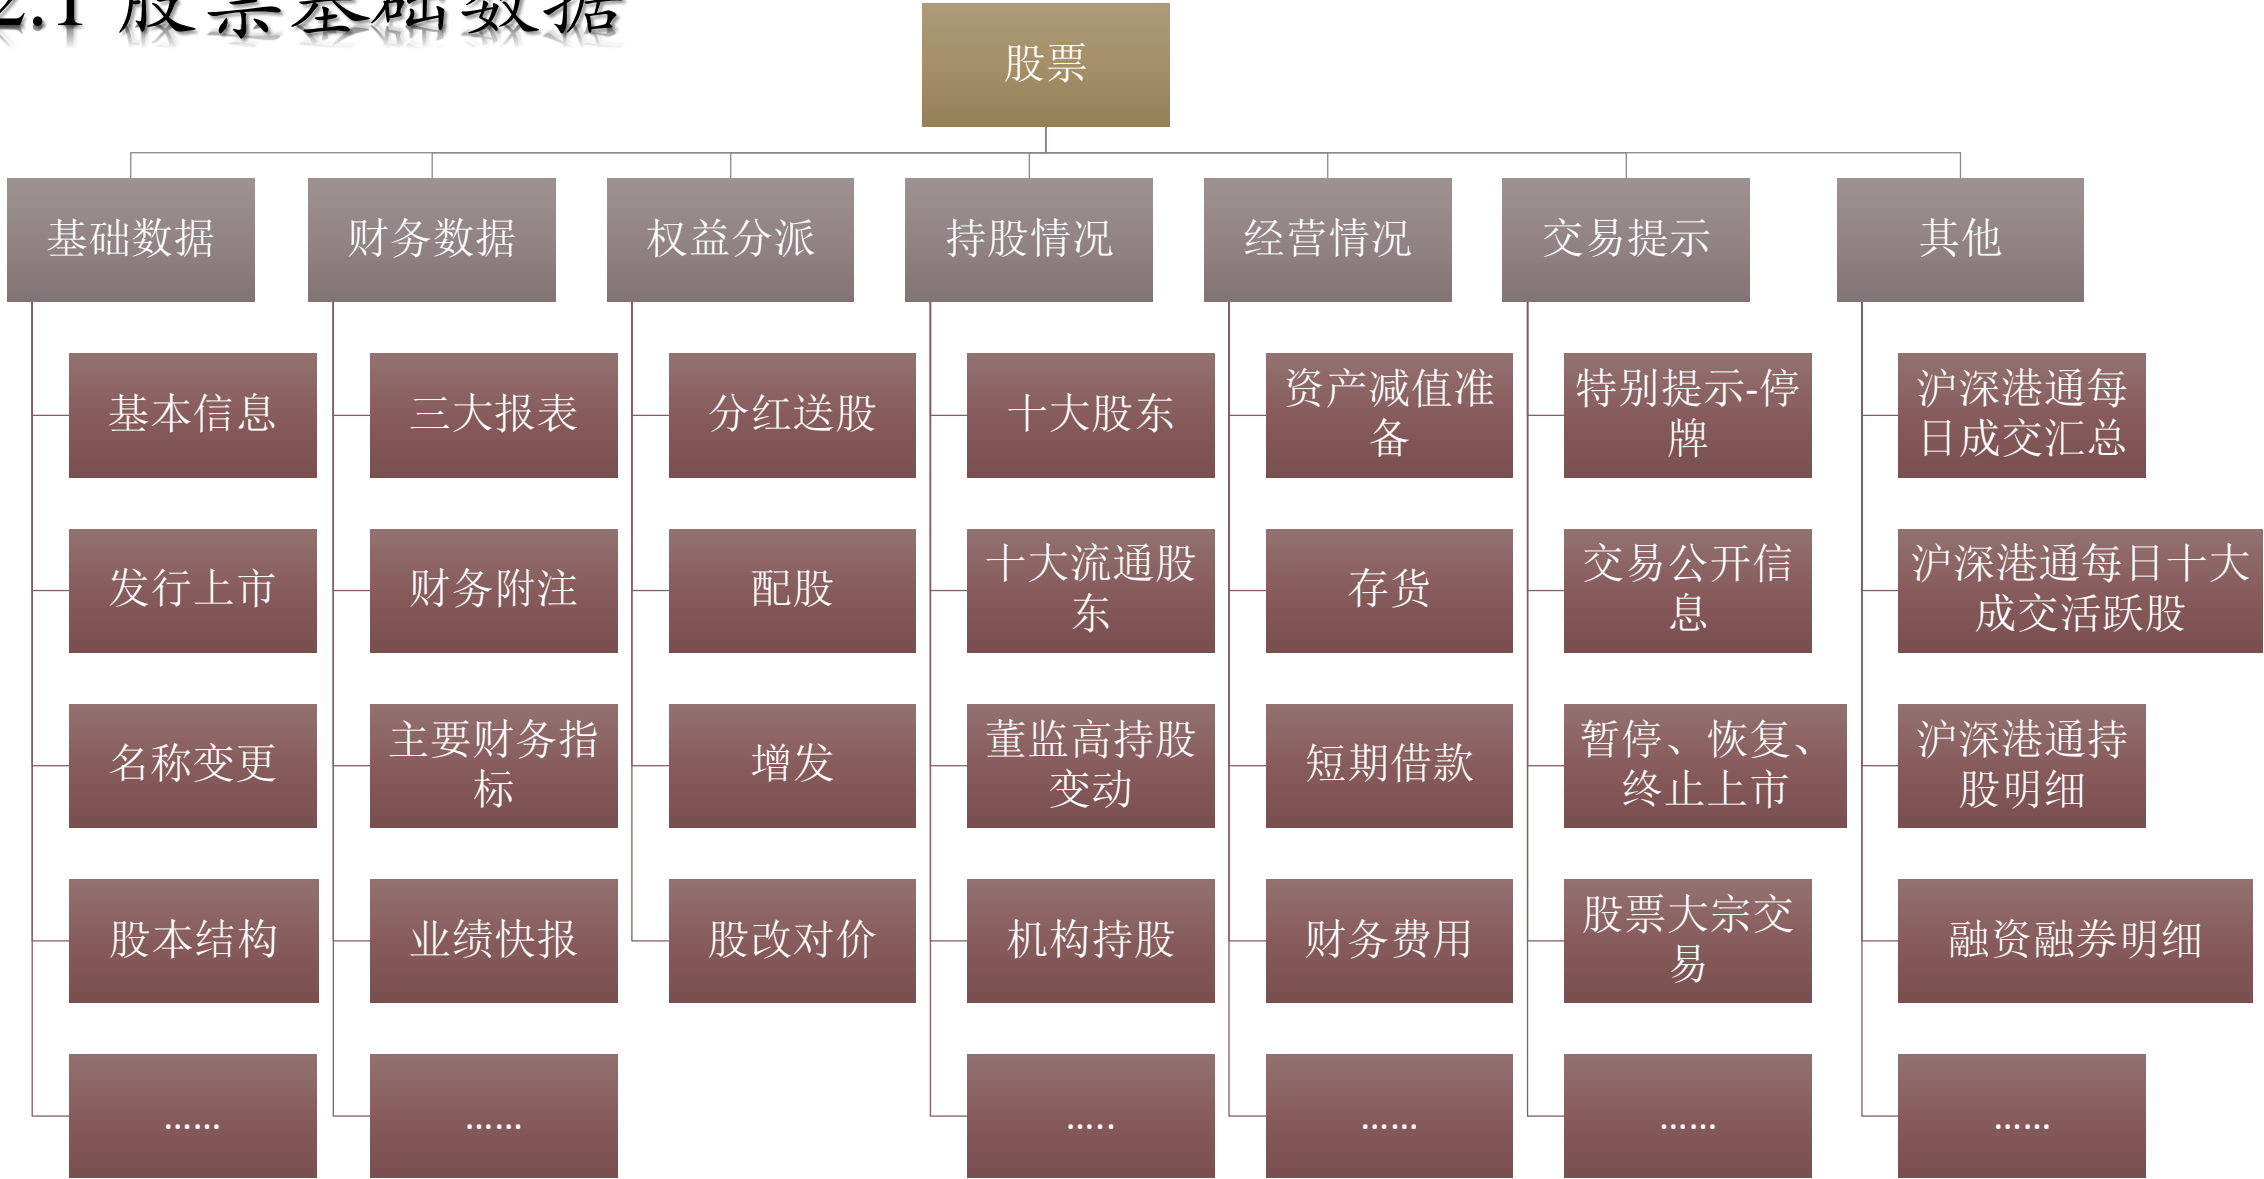 2.1 股票基础数据
股票
基础数据
财务数据
权益分派
持股情况
经营情况
交易提示
其他
基本信息
发行上市
名称变更
股本结构
……
三大报表
财务附注
主要财务指
标
业绩快报
……
分红送股
配股
增发
股改对价
十大股东
十大流通股
东
董监高持股
变动
机构持股
…..
资产减值准
备
存货
短期借款
财务费用
……
特别提示-停
牌
交易公开信
息
暂停、恢复、
终止上市
股票大宗交
易
……
沪深港通每
日成交汇总
沪深港通每日十大
成交活跃股
沪深港通持
股明细
融资融券明细
……